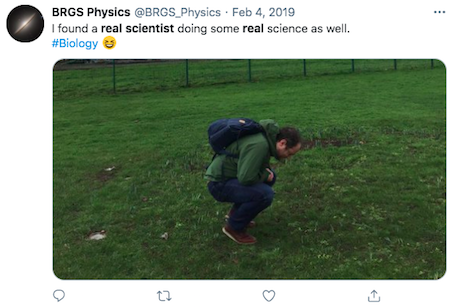 BRGS Physics @BRGS_Physics · Feb 4, 2019
I found a real scientist doing some real science as well.
#Biology 😆